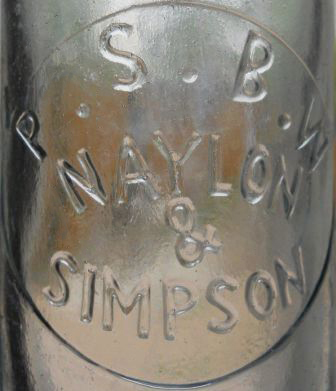 P . S . B . W
NAYLON
&
SIMPSON